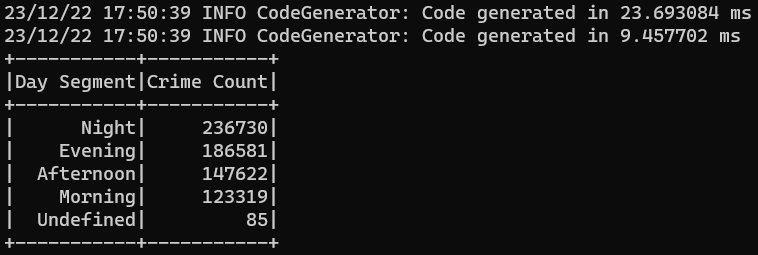 23/12/22 17:50:39 INFO CodeGenerator: Code generated in 23.693084 ms
23/12/22 17:50:39 INFO CodeGenerator: Code generated in 9.457702 ms
+-----------+-----------+
|Day Segment|Crime Count|
+-----------+-----------+
|      Night|     236730|
|    Evening|     186581|
|  Afternoon|     147622|
|    Morning|     123319|
|  Undefined|         85|
+-----------+-----------+